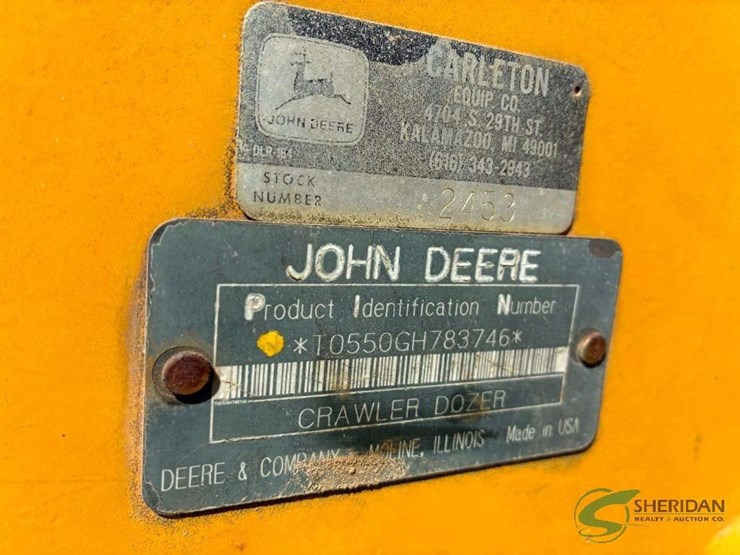 CARLETON
EQUIP CO.
4704 S. 29TH ST.
KALAMAZOO, MI 49001
(616) 343-2943
JOHN DEERE
STOCK
NUMBER 2453
JOHN DEERE
Product Identification Number
*T0550GH783746*
CRAWLER DOZER
DEERE & COMPANY MOLINE, ILLINOIS Made in USA
SHERIDAN
REALTY & AUCTION CO.